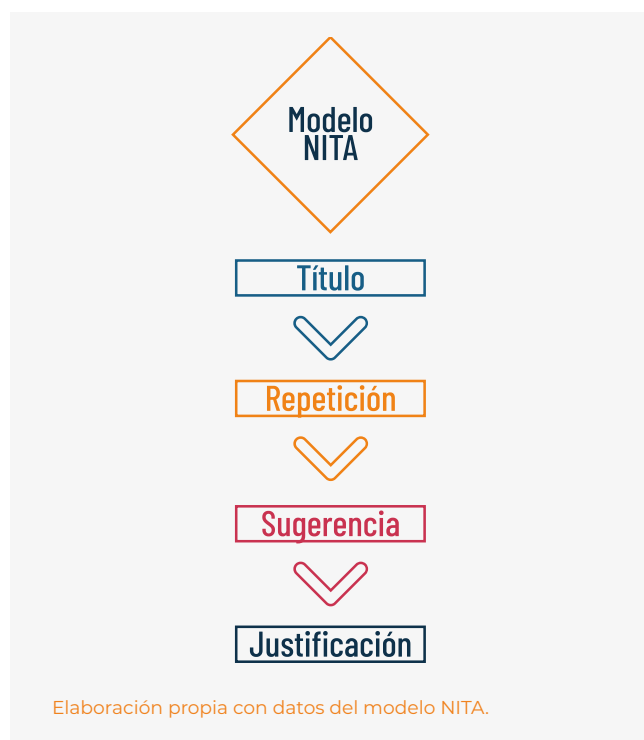 Modelo
NITA
Título
Repetición
Sugerencia
Justificación
Elaboración propia con datos del modelo NITA.